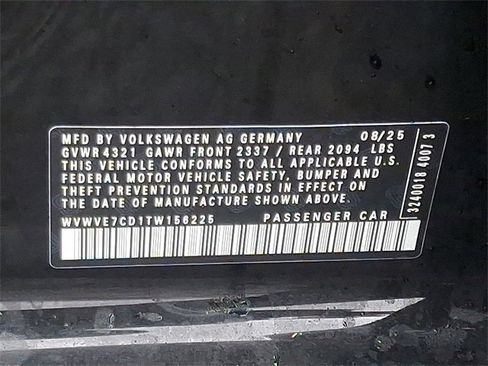 MFD BY VOLKSWAGEN AG GERMANY 08/25
GVWR 4321 GAWR FRONT 2337 / REAR 2094 LBS
THIS VEHICLE CONFORMS TO ALL APPLICABLE U.S.
FEDERAL MOTOR VEHICLE SAFETY, BUMPER AND
THEFT PREVENTION STANDARDS IN EFFECT ON
THE DATE OF MANUFACTURE SHOWN ABOVE.
WVWVE7CD1TW156225 PASSENGER CAR
3240018 4007 3